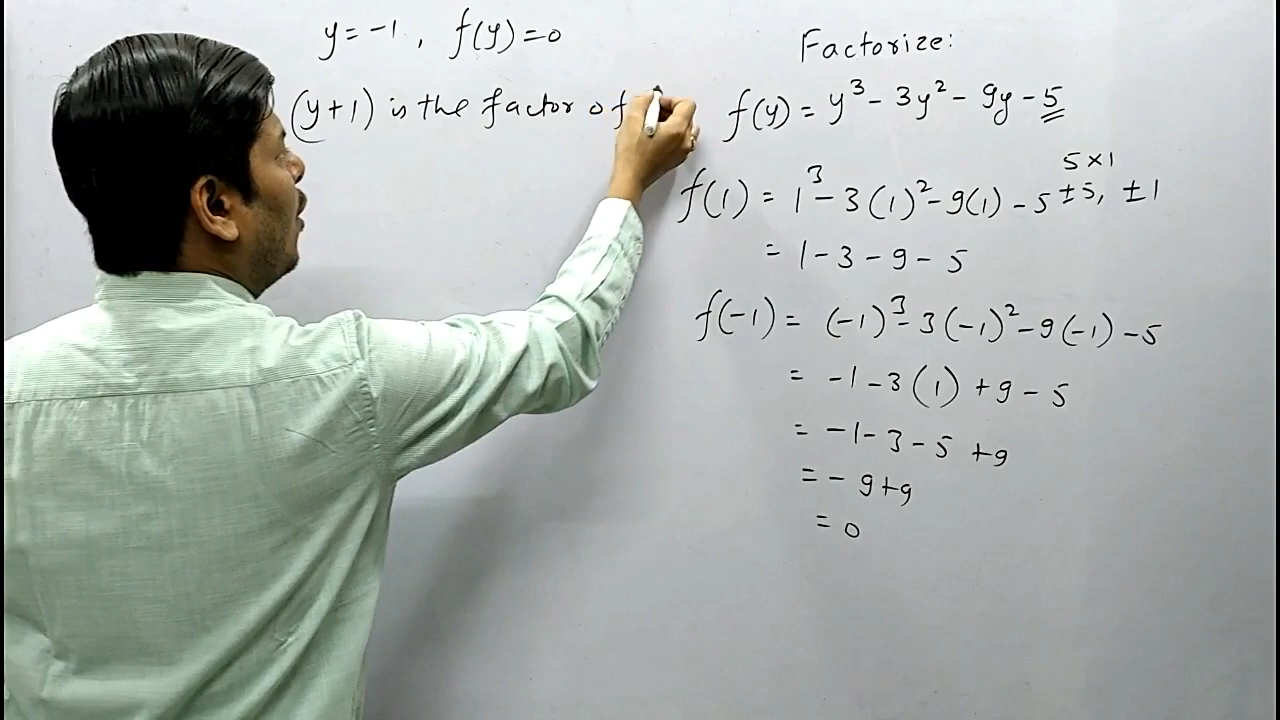 y = -1 , f(y) = 0
(y+1) is the factor of
Factorize:
f(y) = y³ - 3y² - 9y - 5
5 × 1
±5, ±1
f(1) = 1³ - 3(1)² - 9(1) - 5
= 1 - 3 - 9 - 5
f(-1) = (-1)³ - 3(-1)² - 9(-1) - 5
= -1 - 3(1) + 9 - 5
= -1 - 3 - 5 + 9
= - 9 + 9
= 0